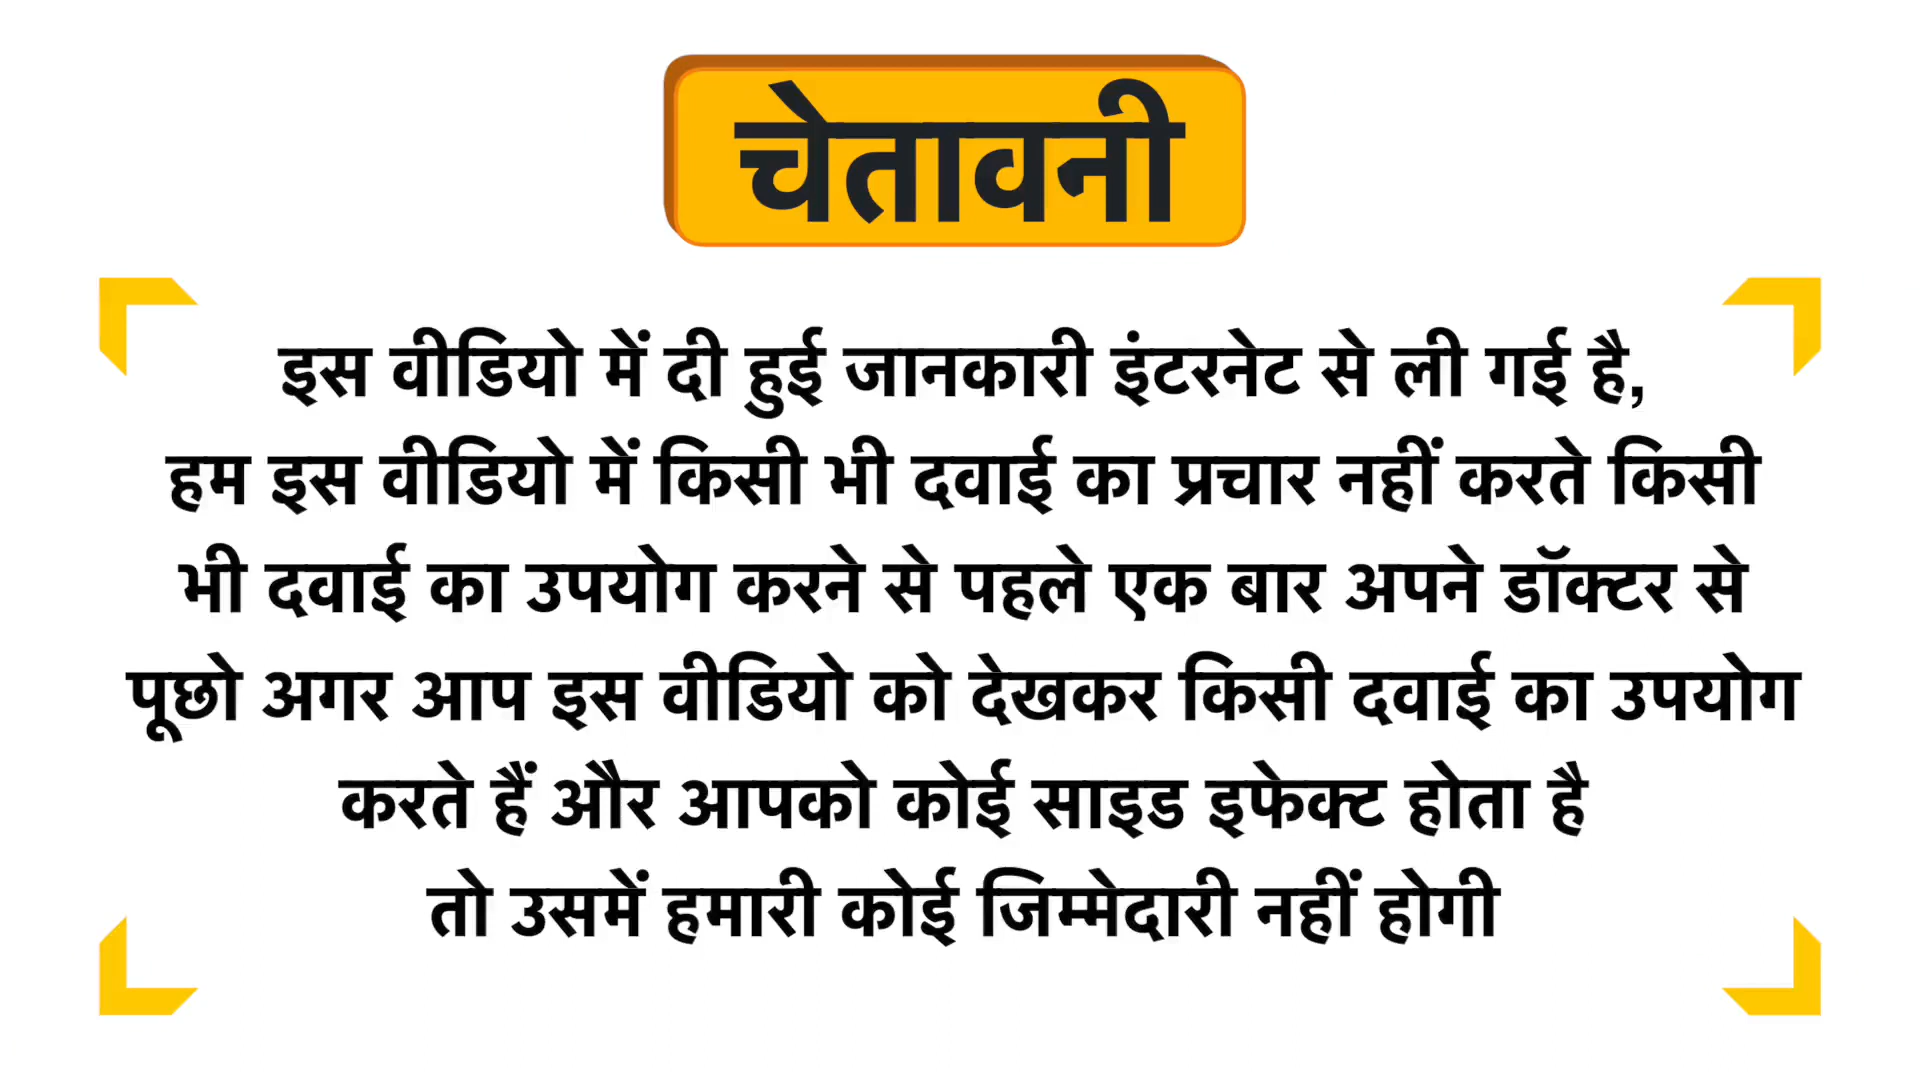 चेतावनी
इस वीडियो में दी हुई जानकारी इंटरनेट से ली गई है,
हम इस वीडियो में किसी भी दवाई का प्रचार नहीं करते किसी
भी दवाई का उपयोग करने से पहले एक बार अपने डॉक्टर से
पूछो अगर आप इस वीडियो को देखकर किसी दवाई का उपयोग
करते हैं और आपको कोई साइड इफेक्ट होता है
तो उसमें हमारी कोई जिम्मेदारी नहीं होगी